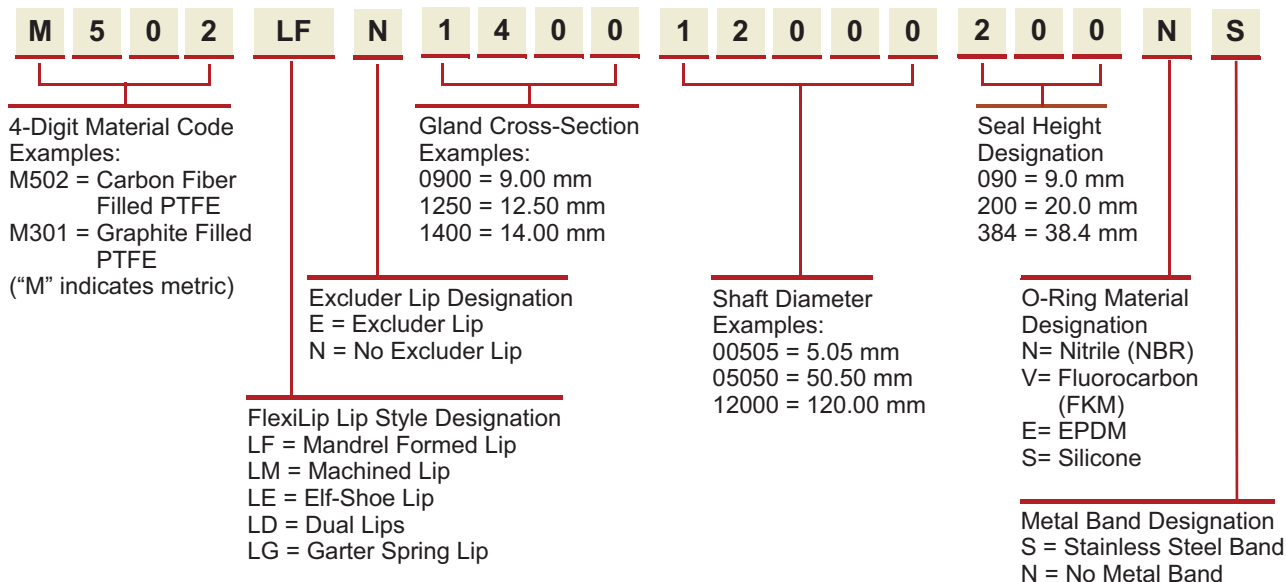 M 5 0 2 LF N 1 4 0 0 1 2 0 0 0 2 0 0 N S
4-Digit Material Code
Examples:
M502 = Carbon Fiber
Filled PTFE
M301 = Graphite Filled
PTFE
(“M” indicates metric)
Gland Cross-Section
Examples:
0900 = 9.00 mm
1250 = 12.50 mm
1400 = 14.00 mm
Seal Height
Designation
090 = 9.0 mm
200 = 20.0 mm
384 = 38.4 mm
Excluder Lip Designation
E = Excluder Lip
N = No Excluder Lip
Shaft Diameter
Examples:
00505 = 5.05 mm
05050 = 50.50 mm
12000 = 120.00 mm
O-Ring Material
Designation
N= Nitrile (NBR)
V= Fluorocarbon
(FKM)
E= EPDM
S= Silicone
FlexiLip Lip Style Designation
LF = Mandrel Formed Lip
LM = Machined Lip
LE = Elf-Shoe Lip
LD = Dual Lips
LG = Garter Spring Lip
Metal Band Designation
S = Stainless Steel Band
N = No Metal Band